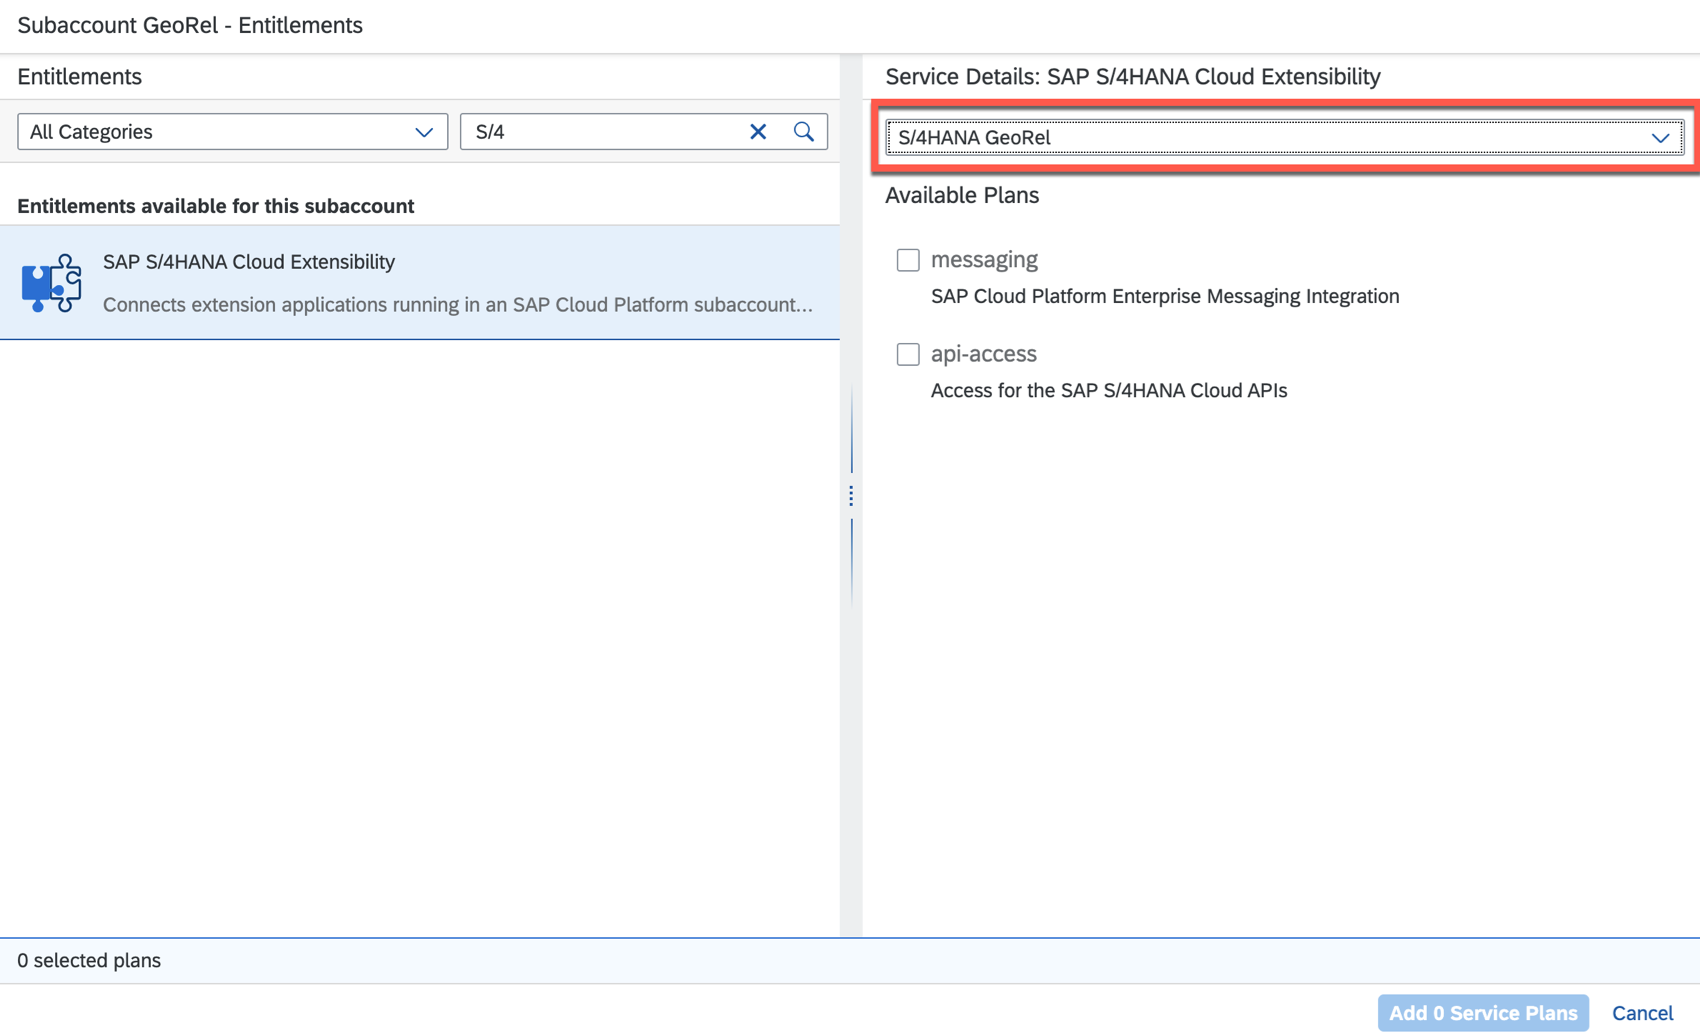 Subaccount GeoRel - Entitlements
Entitlements
All Categories
S/4
Entitlements available for this subaccount
SAP S/4HANA Cloud Extensibility
Connects extension applications running in an SAP Cloud Platform subaccount...
Service Details: SAP S/4HANA Cloud Extensibility
S/4HANA GeoRel
Available Plans
messaging
SAP Cloud Platform Enterprise Messaging Integration
api-access
Access for the SAP S/4HANA Cloud APIs
0 selected plans
Add 0 Service Plans
Cancel